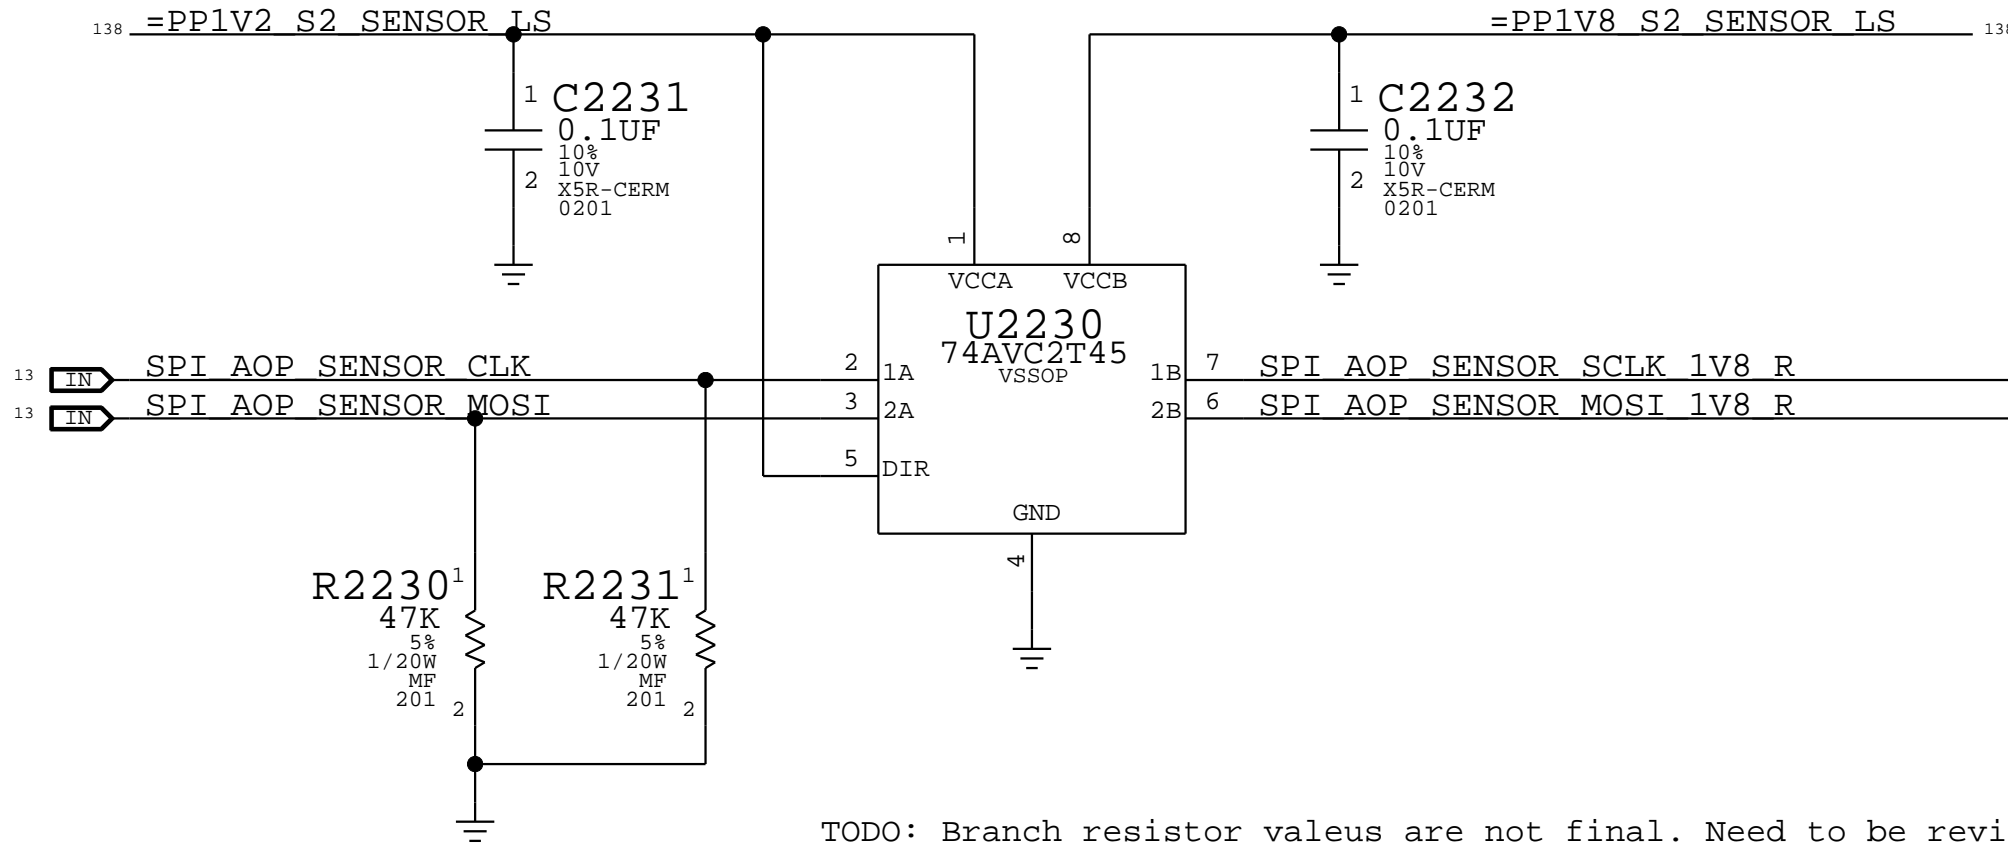 138 =PP1V2_S2_SENSOR_LS
=PP1V8_S2_SENSOR_LS 138
1 C2231
0.1UF
10%
10V
2 X5R-CERM
0201
1 C2232
0.1UF
10%
10V
2 X5R-CERM
0201
1 8
VCCA VCCB
U2230
74AVC2T45
VSSOP
13 IN SPI_AOP_SENSOR_CLK 2 1A
1B 7 SPI_AOP_SENSOR_SCLK_1V8_R
13 IN SPI_AOP_SENSOR_MOSI 3 2A
2B 6 SPI_AOP_SENSOR_MOSI_1V8_R
5 DIR
GND
4
R2230 1
47K
5%
1/20W
MF
201
2
R2231 1
47K
5%
1/20W
MF
201
2
TODO: Branch resistor valeus are not final. Need to be revi